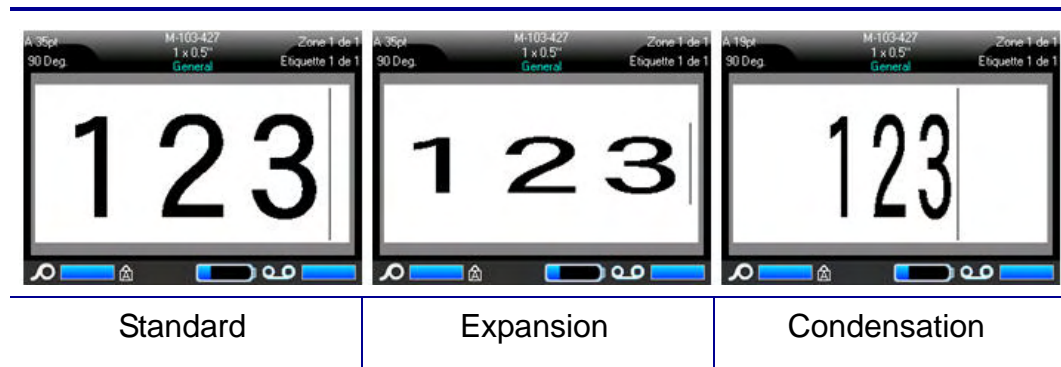 A 35pt M-103-427 Zone 1 de 1
1 x 0.5"
90 Deg. General Etiquette 1 de 1
123
A 35pt M-103-427 Zone 1 de 1
1 x 0.5"
90 Deg. General Etiquette 1 de 1
123
A 19pt M-103-427 Zone 1 de 1
1 x 0.5"
90 Deg. General Etiquette 1 de 1
123
A
A
A
Standard
Expansion
Condensation